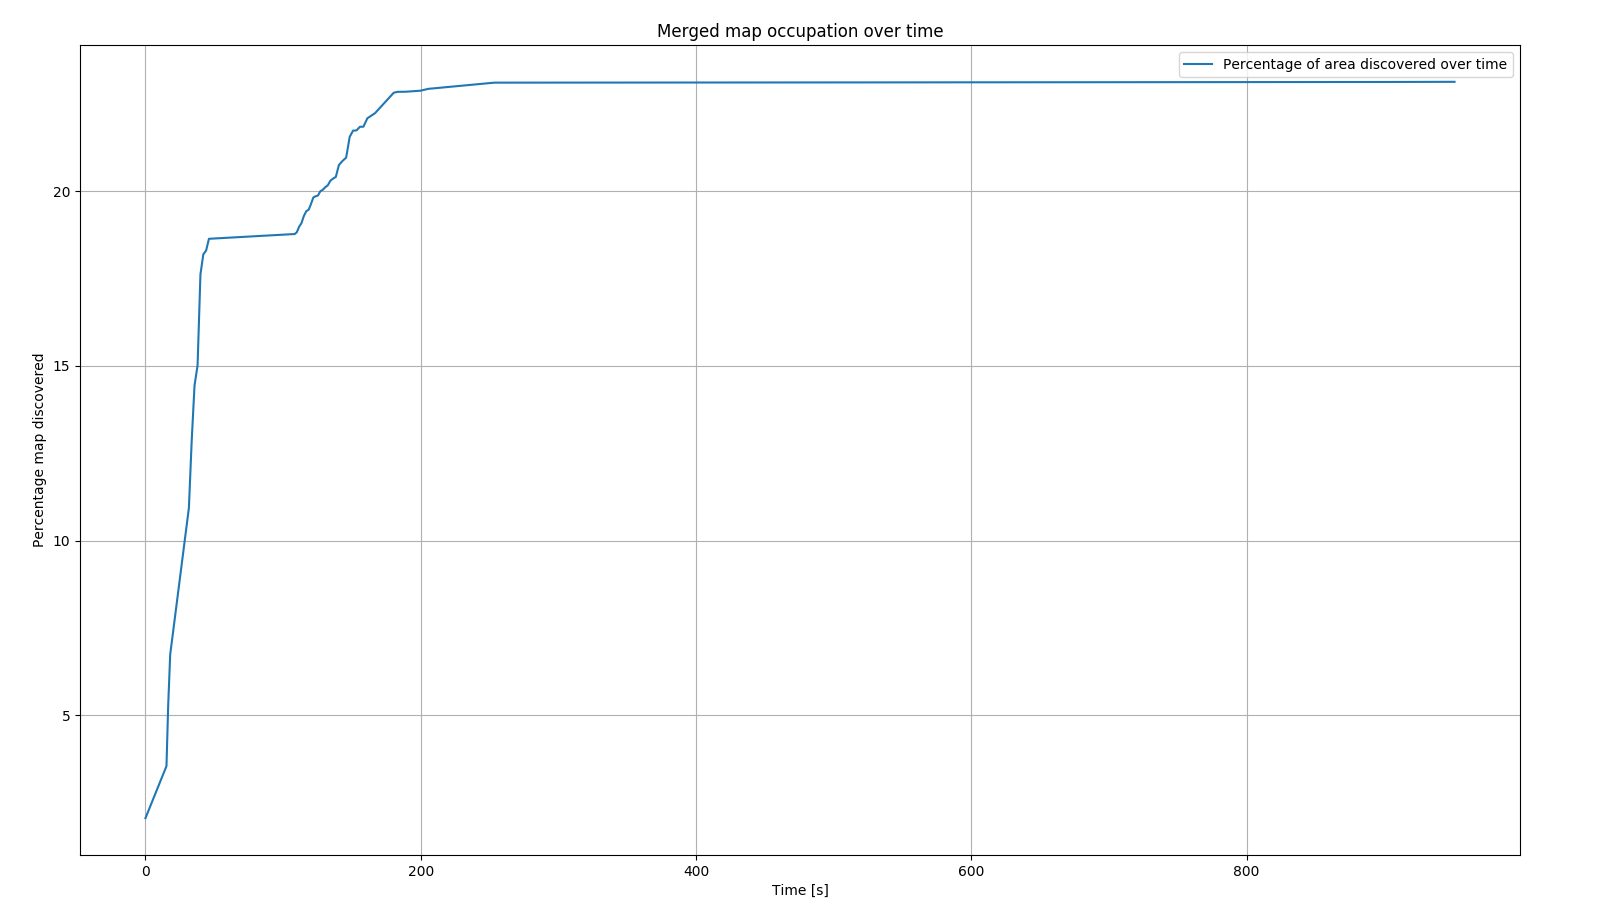 Merged map occupation over time
Percentage of area discovered over time
Percentage map discovered
20
15
10
5
0
200
400
600
800
Time [s]